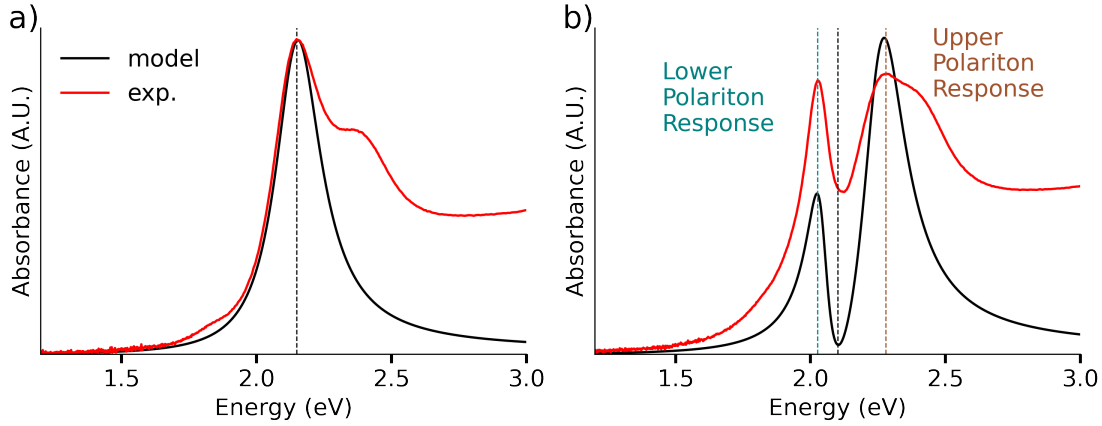 a)
model
exp.
Absorbance (A.U.)
1.5
2.0
2.5
3.0
Energy (eV)
b)
Lower
Polariton
Response
Upper
Polariton
Response
Absorbance (A.U.)
1.5
2.0
2.5
3.0
Energy (eV)